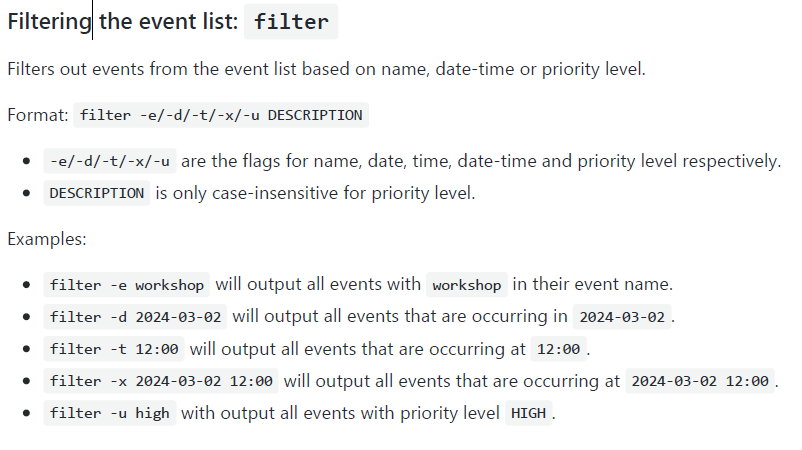 Filtering the event list: filter
Filters out events from the event list based on name, date-time or priority level.
Format: filter -e/-d/-t/-x/-u DESCRIPTION
-e/-d/-t/-x/-u are the flags for name, date, time, date-time and priority level respectively.
DESCRIPTION is only case-insensitive for priority level.
Examples:
filter -e workshop will output all events with workshop in their event name.
filter -d 2024-03-02 will output all events that are occurring in 2024-03-02.
filter -t 12:00 will output all events that are occurring at 12:00.
filter -x 2024-03-02 12:00 will output all events that are occurring at 2024-03-02 12:00.
filter -u high with output all events with priority level HIGH.